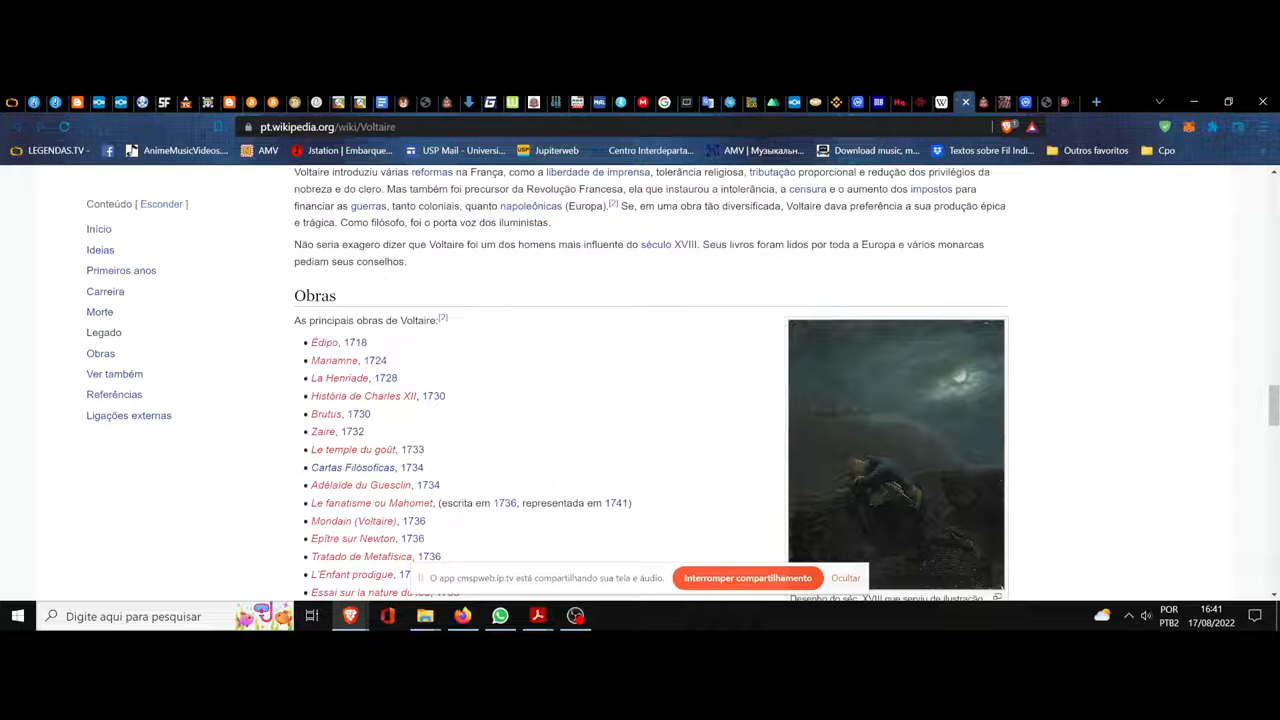 pt.wikipedia.org/wiki/Voltaire
LEGENDAS.TV - AnimeMusicVideos... AMV Jstation | Embarque... USP Mail - Universi... Jupiterweb Centro Interdeparta... AMV | Музыкальн... Download music, m... Textos sobre Fil Indi... Outros favoritos Cpo
Voltaire introduziu várias reformas na França, como a liberdade de imprensa, tolerância religiosa, tributação proporcional e redução dos privilégios da
nobreza e do clero. Mas também foi precursor da Revolução Francesa, ela que instaurou a intolerância, a censura e o aumento dos impostos para
financiar as guerras, tanto coloniais, quanto napoleônicas (Europa).[2] Se, em uma obra tão diversificada, Voltaire dava preferência a sua produção épica
e trágica. Como filósofo, foi o porta voz dos iluministas.
Não seria exagero dizer que Voltaire foi um dos homens mais influente do século XVIII. Seus livros foram lidos por toda a Europa e vários monarcas
pediam seus conselhos.
Conteúdo [ Esconder ]
Início
Ideias
Primeiros anos
Carreira
Morte
Legado
Obras
Ver também
Referências
Ligações externas
Obras
As principais obras de Voltaire:[2]
Édipo, 1718
Mariamne, 1724
La Henriade, 1728
História de Charles XII, 1730
Brutus, 1730
Zaire, 1732
Le temple du goût, 1733
Cartas Filosoficas, 1734
Adélaïde du Guesclin, 1734
Le fanatisme ou Mahomet, (escrita em 1736, representada em 1741)
Mondain (Voltaire), 1736
Epître sur Newton, 1736
Tratado de Metafísica, 1736
L'Enfant prodigue, 17
Essai sur la nature du
Desenho do séc. XVIII que serviu de ilustração
O app cmspweb.ip.tv está compartilhando sua tela e áudio. Interromper compartilhamento Ocultar
Digite aqui para pesquisar
POR 16:41
PTB2 17/08/2022